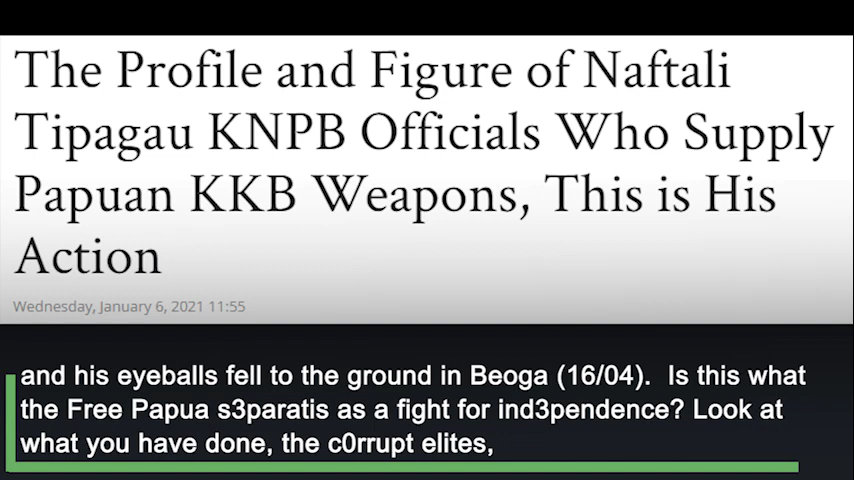 The Profile and Figure of Naftali
Tipagau KNPB Officials Who Supply
Papuan KKB Weapons, This is His
Action
Wednesday, January 6, 2021 11:55
and his eyeballs fell to the ground in Beoga (16/04). Is this what
the Free Papua s3paratis as a fight for ind3pendence? Look at
what you have done, the c0rrupt elites,